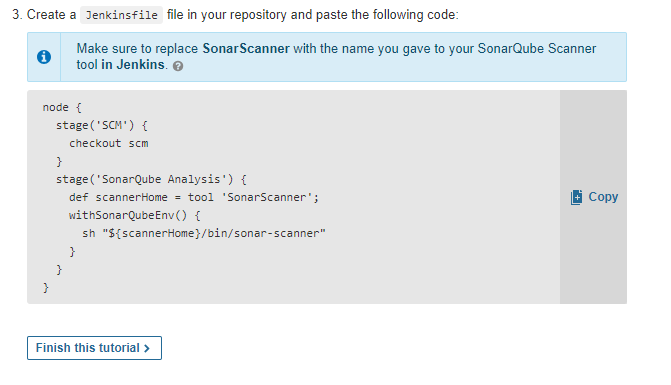 3. Create a Jenkinsfile file in your repository and paste the following code:
Make sure to replace SonarScanner with the name you gave to your SonarQube Scanner
tool in Jenkins. ?
node {
  stage('SCM') {
    checkout scm
  }
  stage('SonarQube Analysis') {
    def scannerHome = tool 'SonarScanner';
    withSonarQubeEnv() {
      sh "${scannerHome}/bin/sonar-scanner"
    }
  }
}
Copy
Finish this tutorial >